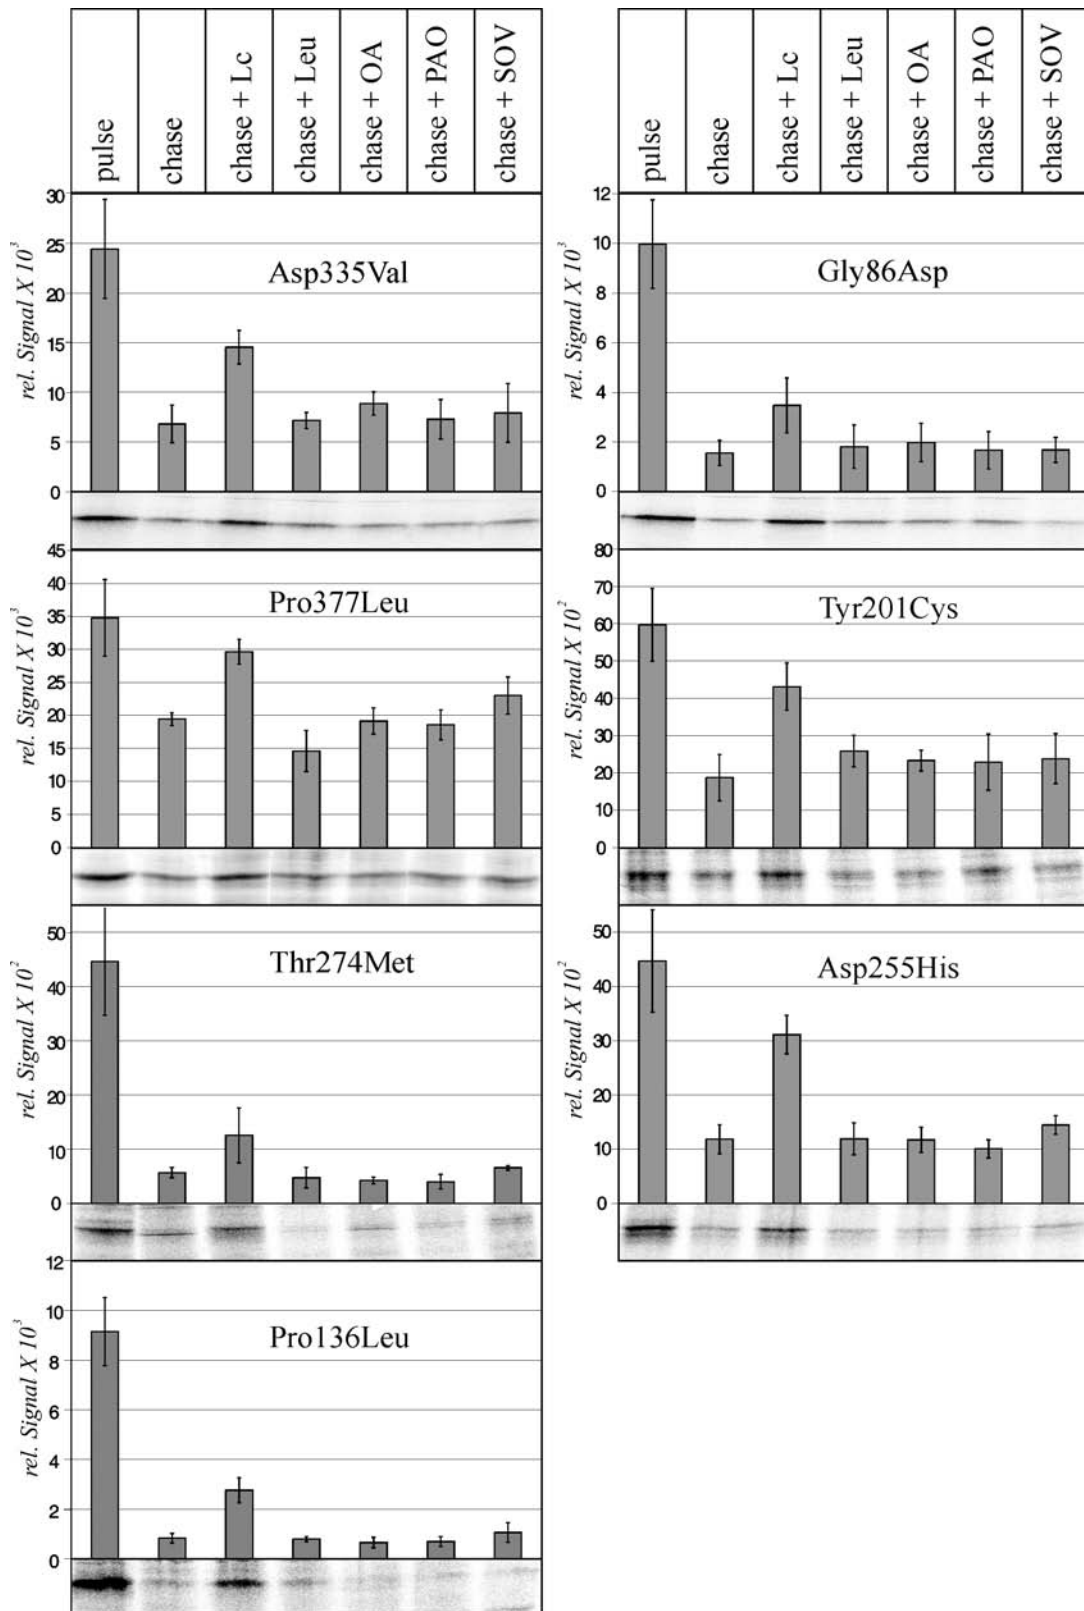 pulse
chase
chase + Lc
chase + Leu
chase + OA
chase + PAO
chase + SOV
pulse
chase
chase + Lc
chase + Leu
chase + OA
chase + PAO
chase + SOV
rel. Signal X 10³
30
25
20
15
10
5
0
Asp335Val
rel. Signal X 10³
12
10
8
6
4
2
0
Gly86Asp
rel. Signal X 10³
45
40
35
30
25
20
15
10
5
0
Pro377Leu
rel. Signal X 10²
80
70
60
50
40
30
20
10
0
Tyr201Cys
rel. Signal X 10²
50
40
30
20
10
0
Thr274Met
rel. Signal X 10²
50
40
30
20
10
0
Asp255His
rel. Signal X 10³
12
10
8
6
4
2
0
Pro136Leu